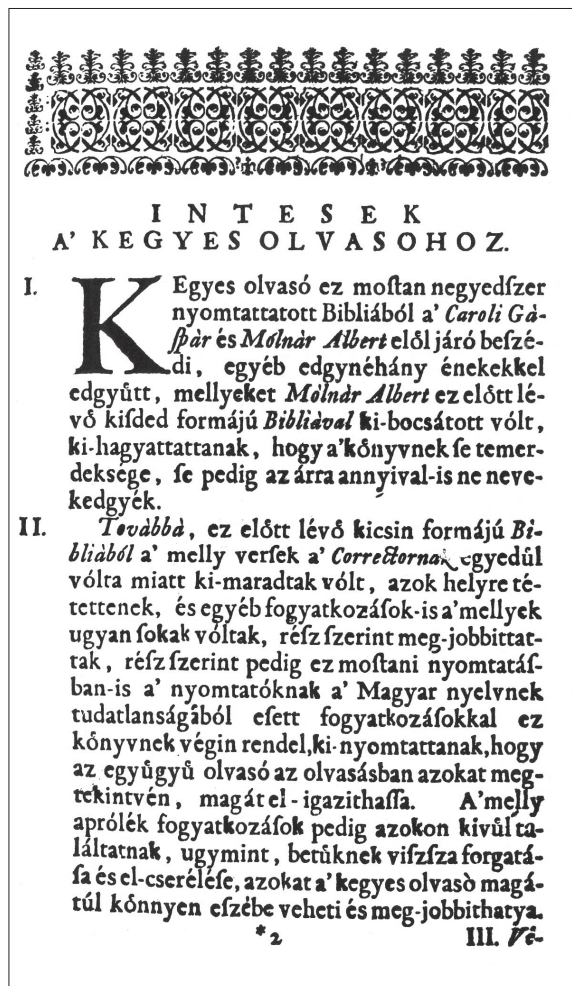 INTESEK
A' KEGYES OLVASOHOZ.
I. KEgyes olvasó ez moſtan negyedſzer
nyomtattatott Bibliából a' Caroli Gà-
ſpàr és Mólnàr Albert elől járó beſzé-
di, egyéb edgynéhány énekekkel
edgyűtt, mellyeket Mólnàr Albert ez előtt lé-
vő kiſded formájú Bibliàval ki-bocsátott vólt,
ki-hagyattattanak, hogy a'kőnyvnek ſe temer-
deksége, ſe pedig az árra annyival-is ne neve-
kedgyék.
II. Továbbà, ez előtt lévő kicsin formájú Bi-
bliàból a' melly verſek a' Correctornak egyedűl
vólta miatt ki-maradtak vólt, azok helyre té-
tettenek, és egyéb fogyatkozáſok-is a'mellyek
ugyan ſokak vóltak, réſz ſzerint meg-jobbittat-
tak, réſz ſzerint pedig ez moſtani nyomtatáſ-
ban-is a' nyomtatóknak a' Magyar nyelvnek
tudatlanságából eſett fogyatkozáſokkal ez
kőnyvnek végin rendel,ki-nyomtattanak,hogy
az egyűgyű olvasó az olvasásban azokat meg-
tekintvén, magát el-igazithaſſa. A'melly
aprólék fogyatkozáſok pedig azokon kivűl ta-
láltatnak, ugymint, betűknek viſzſza forgatá-
ſa és el-cseréléſe, azokat a' kegyes olvasò magá-
túl kőnnyen eſzébe veheti és meg-jobbithatya.
*2 III. Vé-